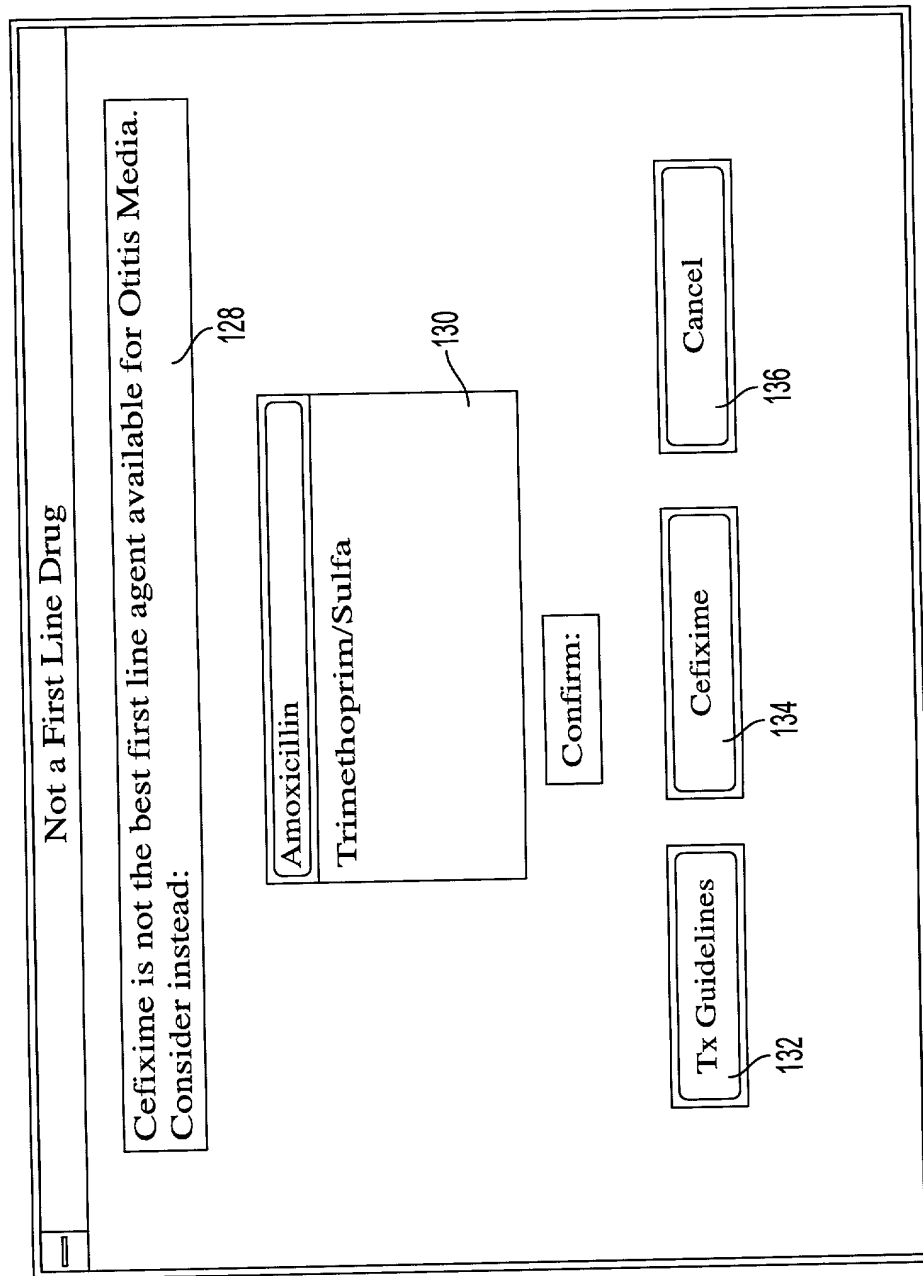 Not a First Line Drug
Cefixime is not the best first line agent available for Otitis Media.
Consider instead:
128
Amoxicillin
Trimethoprim/Sulfa
130
Confirm:
Tx Guidelines
132
Cefixime
134
Cancel
136